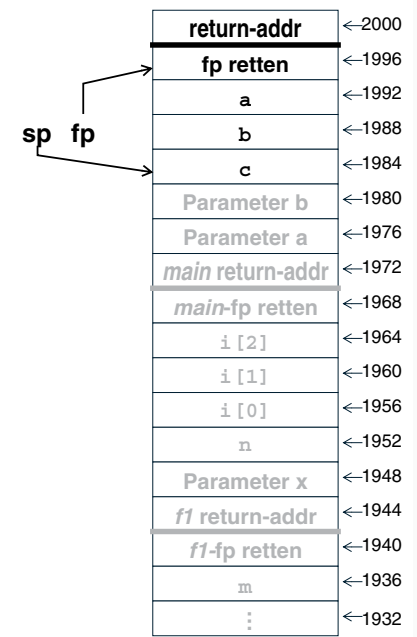 return-addr ←2000
fp retten ←1996
a ←1992
sp fp b ←1988
c ←1984
Parameter b ←1980
Parameter a ←1976
main return-addr ←1972
main-fp retten ←1968
i[2] ←1964
i[1] ←1960
i[0] ←1956
n ←1952
Parameter x ←1948
f1 return-addr ←1944
f1-fp retten ←1940
m ←1936
⋮ ←1932